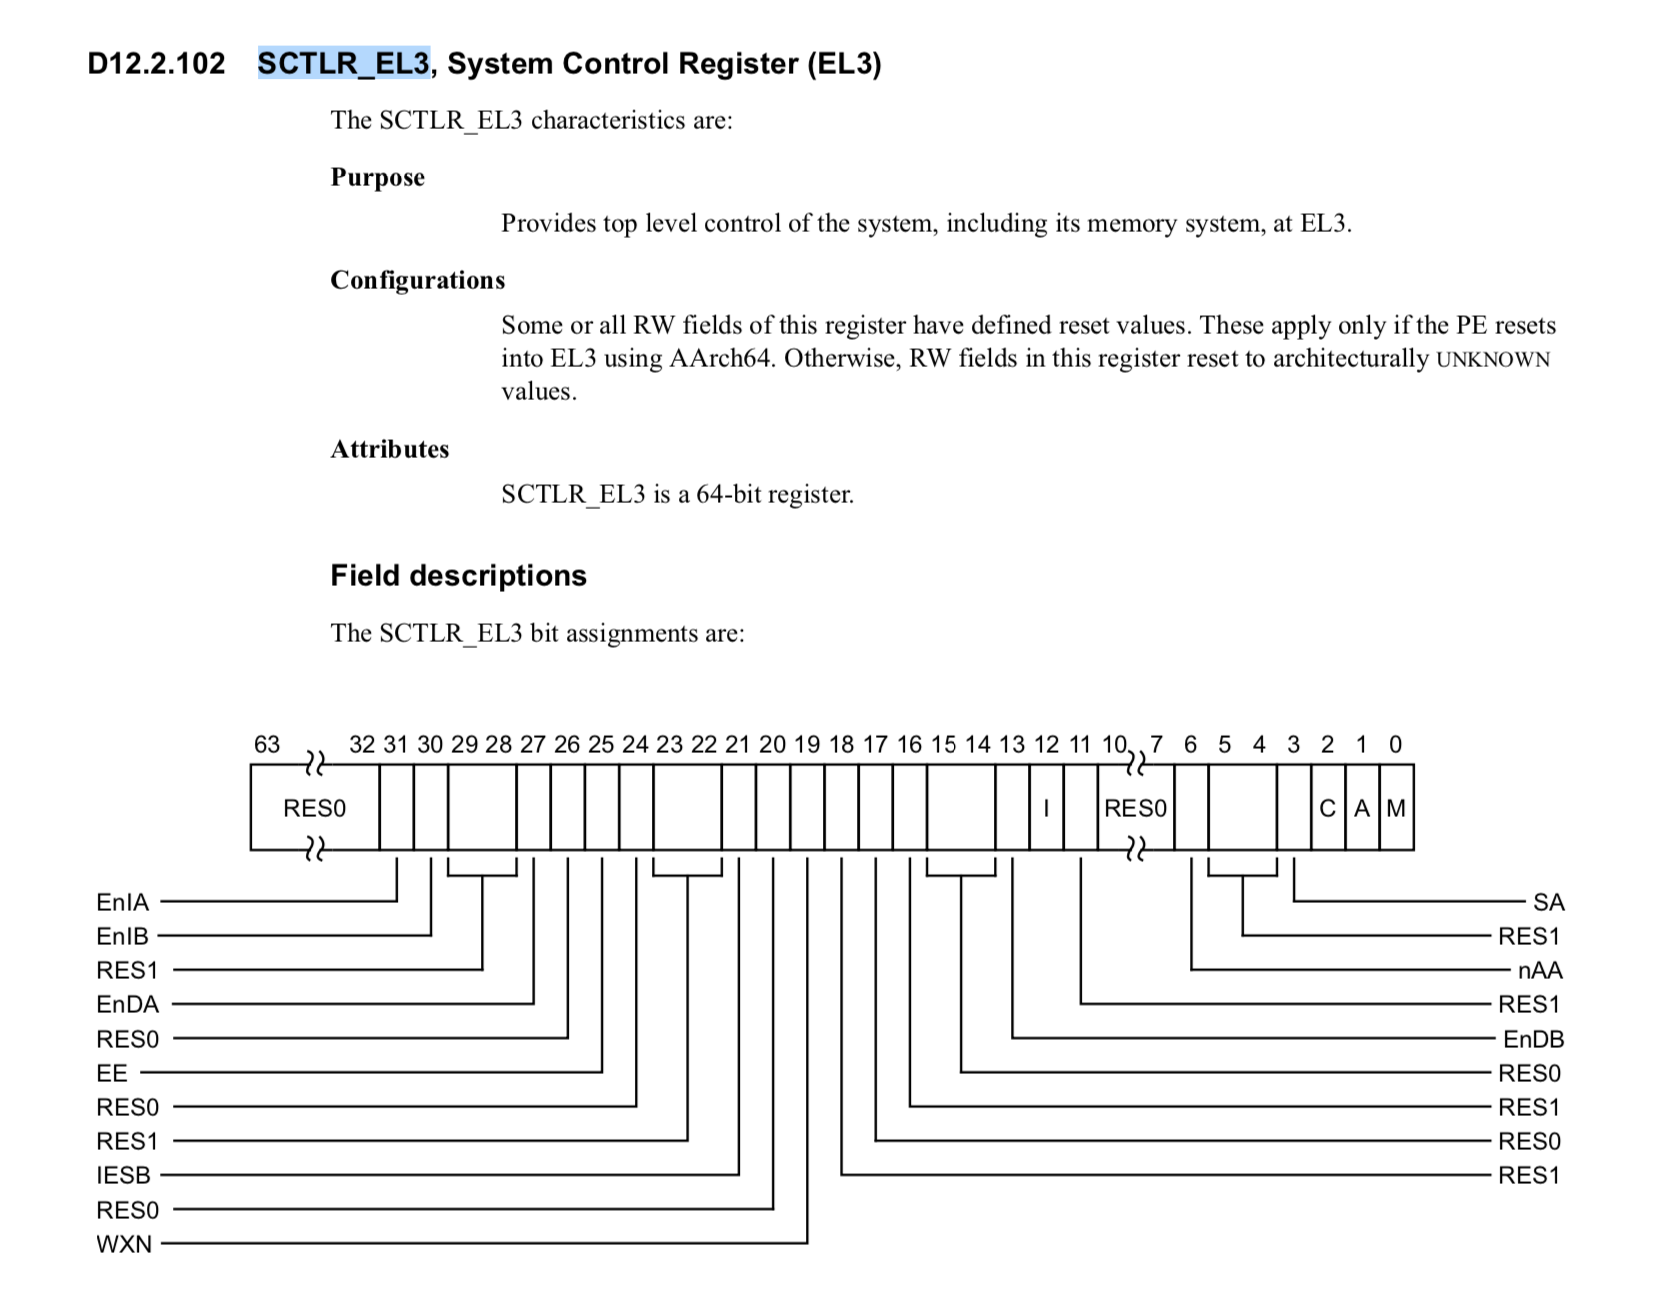 D12.2.102 SCTLR_EL3, System Control Register (EL3)
The SCTLR_EL3 characteristics are:
Purpose
Provides top level control of the system, including its memory system, at EL3.
Configurations
Some or all RW fields of this register have defined reset values. These apply only if the PE resets
into EL3 using AArch64. Otherwise, RW fields in this register reset to architecturally UNKNOWN
values.
Attributes
SCTLR_EL3 is a 64-bit register.
Field descriptions
The SCTLR_EL3 bit assignments are:
63 32 31 30 29 28 27 26 25 24 23 22 21 20 19 18 17 16 15 14 13 12 11 10 7 6 5 4 3 2 1 0
RES0 I RES0 C A M
EnIA SA
EnIB RES1
RES1 nAA
EnDA RES1
RES0 EnDB
EE RES0
RES0 RES1
RES1 RES0
IESB RES1
RES0
WXN